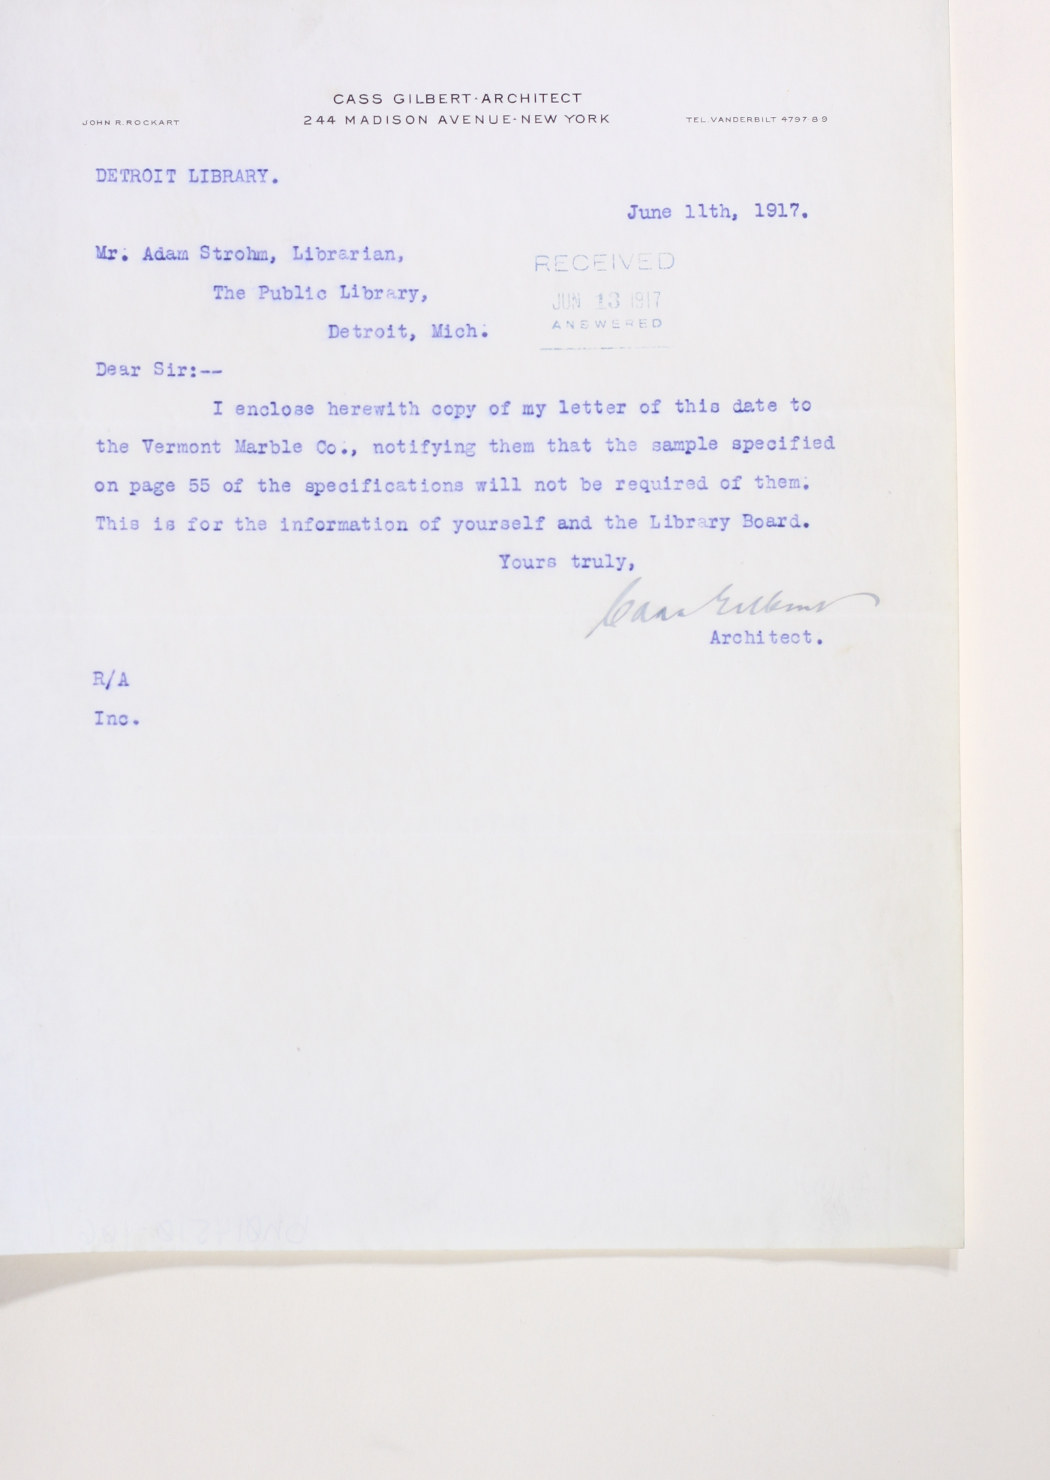 CASS GILBERT·ARCHITECT
244 MADISON AVENUE-NEW YORK
JOHN R. ROCKART
TEL. VANDERBILT 4797-8 9
DETROIT LIBRARY.
June 11th, 1917.
Mr. Adam Strohm, Librarian,
The Public Library,
Detroit, Mich.
RECEIVED
JUN 13 1917
ANSWERED
Dear Sir:--
I enclose herewith copy of my letter of this date to
the Vermont Marble Co., notifying them that the sample specified
on page 55 of the specifications will not be required of them.
This is for the information of yourself and the Library Board.
Yours truly,
Cass Gilbert
Architect.
R/A
Inc.